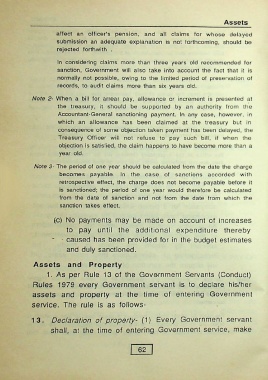 Assets
affect an officer's pension, and all claims for whose delayed
submission an adequate explanation is not forthcoming, should be
rejected forthwith.
In considering claims more than three years old recommended for
sanction, Government will also take into account the fact that it is
normally not possible, owing to the limited period of preservation of
records, to audit claims more than six years old.
Note 2- When a bill for arrear pay, allowance or increment is presented at
the treasury, it should be supported by an authority from the
Accountant-General sanctioning payment. In any case, however, in
which an allowance has been claimed at the treasury but in
consequence of some objection taken payment has been delayed, the
Treasury Officer will not refuse to pay such bill, if when the
objection is satisfied, the claim happens to have become more than a
year old.
Note 3- The period of one year should be calculated from the date the charge
becomes payable. In the case of sanctions accorded with
retrospective effect, the charge does not become payable before it
is sanctioned; the period of one year would therefore be calculated
from the date of sanction and not from the date from which the
sanction takes effect.
(c) No payments may be made on account of increases
to pay until the additional expenditure thereby
caused has been provided for in the budget estimates
and duly sanctioned.
Assets and Property
1. As per Rule 13 of the Government Servants (Conduct)
Rules 1979 every Government servant is to declare his/her
assets and property at the time of entering Government
service. The rule is as follows-
13. Declaration of property- (1) Every Government servant
shall, at the time of entering Government service, make
62